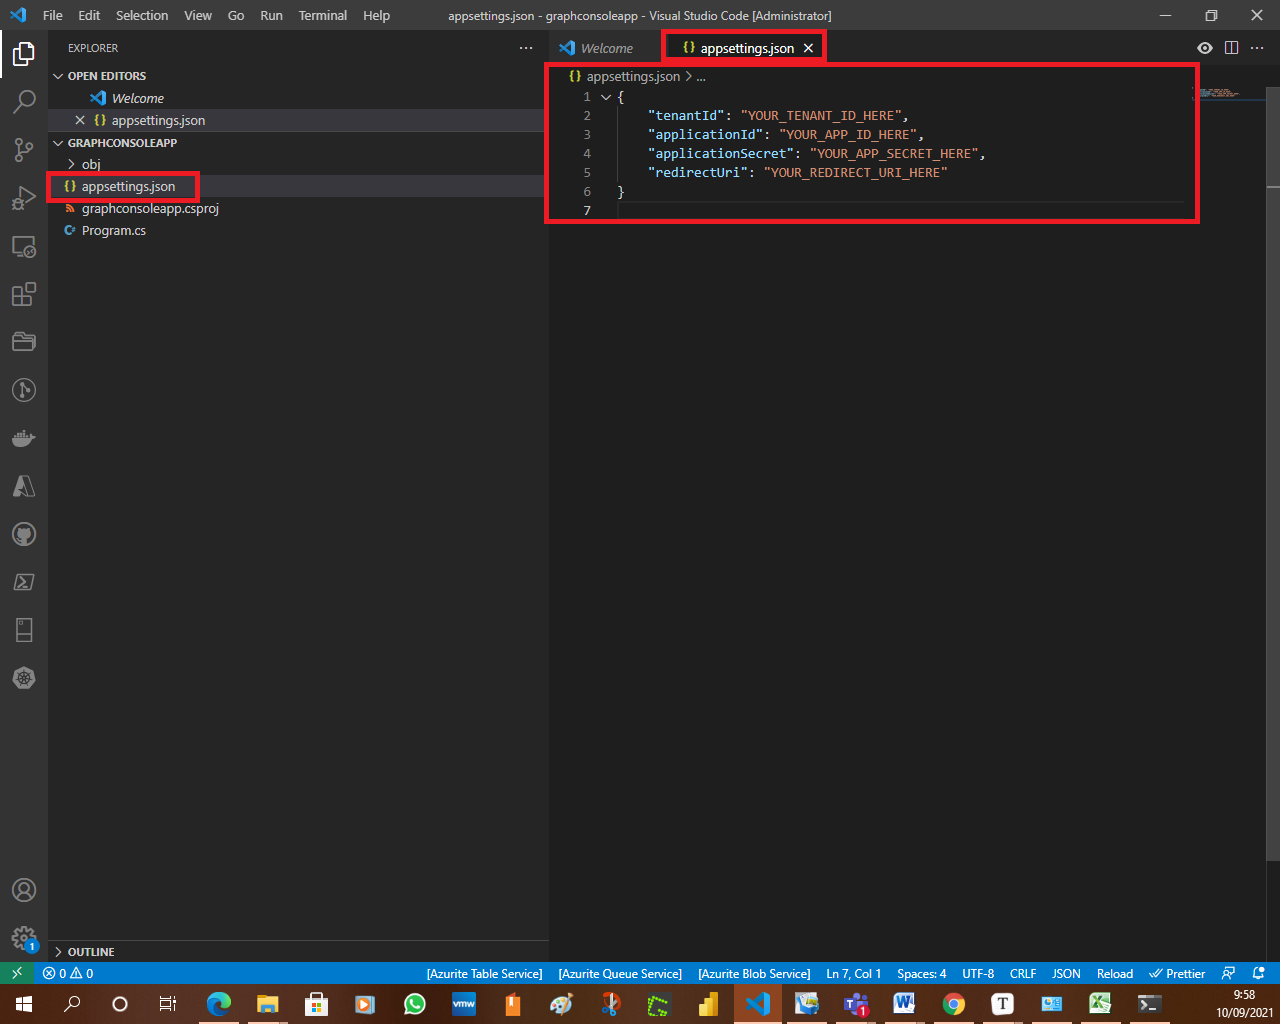 File Edit Selection View Go Run Terminal Help
appsettings.json - graphconsoleapp - Visual Studio Code [Administrator]
EXPLORER
OPEN EDITORS
Welcome
appsettings.json
GRAPHCONSOLEAPP
obj
appsettings.json
graphconsoleapp.csproj
C# Program.cs
OUTLINE
Welcome
{} appsettings.json
{} appsettings.json > ...
1 {
2 "tenantId": "YOUR_TENANT_ID_HERE",
3 "applicationId": "YOUR_APP_ID_HERE",
4 "applicationSecret": "YOUR_APP_SECRET_HERE",
5 "redirectUri": "YOUR_REDIRECT_URI_HERE"
6 }
7
1
0 0 [Azurite Table Service] [Azurite Queue Service] [Azurite Blob Service] Ln 7, Col 1 Spaces: 4 UTF-8 CRLF JSON Reload Prettier
vmw
T
1
W
9:58
10/09/2021